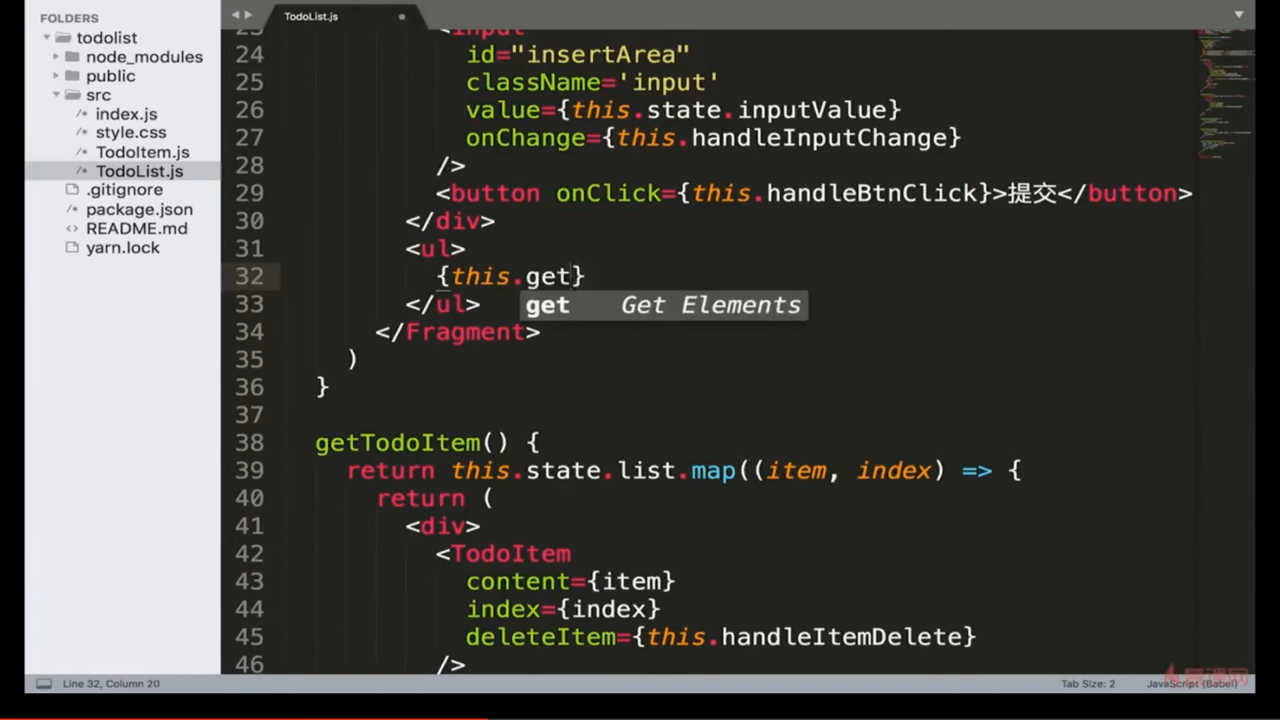 FOLDERS
todolist
node_modules
public
src
index.js
style.css
TodoItem.js
TodoList.js
.gitignore
package.json
README.md
yarn.lock
TodoList.js
23 <input
24 id="insertArea"
25 className='input'
26 value={this.state.inputValue}
27 onChange={this.handleInputChange}
28 />
29 <button onClick={this.handleBtnClick}>提交</button>
30 </div>
31 <ul>
32 {this.get}
33 </ul>
get Get Elements
34 </Fragment>
35 )
36 }
37
38 getTodoItem() {
39 return this.state.list.map((item, index) => {
40 return (
41 <div>
42 <TodoItem
43 content={item}
44 index={index}
45 deleteItem={this.handleItemDelete}
46 />
Line 32, Column 20
Tab Size: 2
JavaScript (Babel)
慕课网